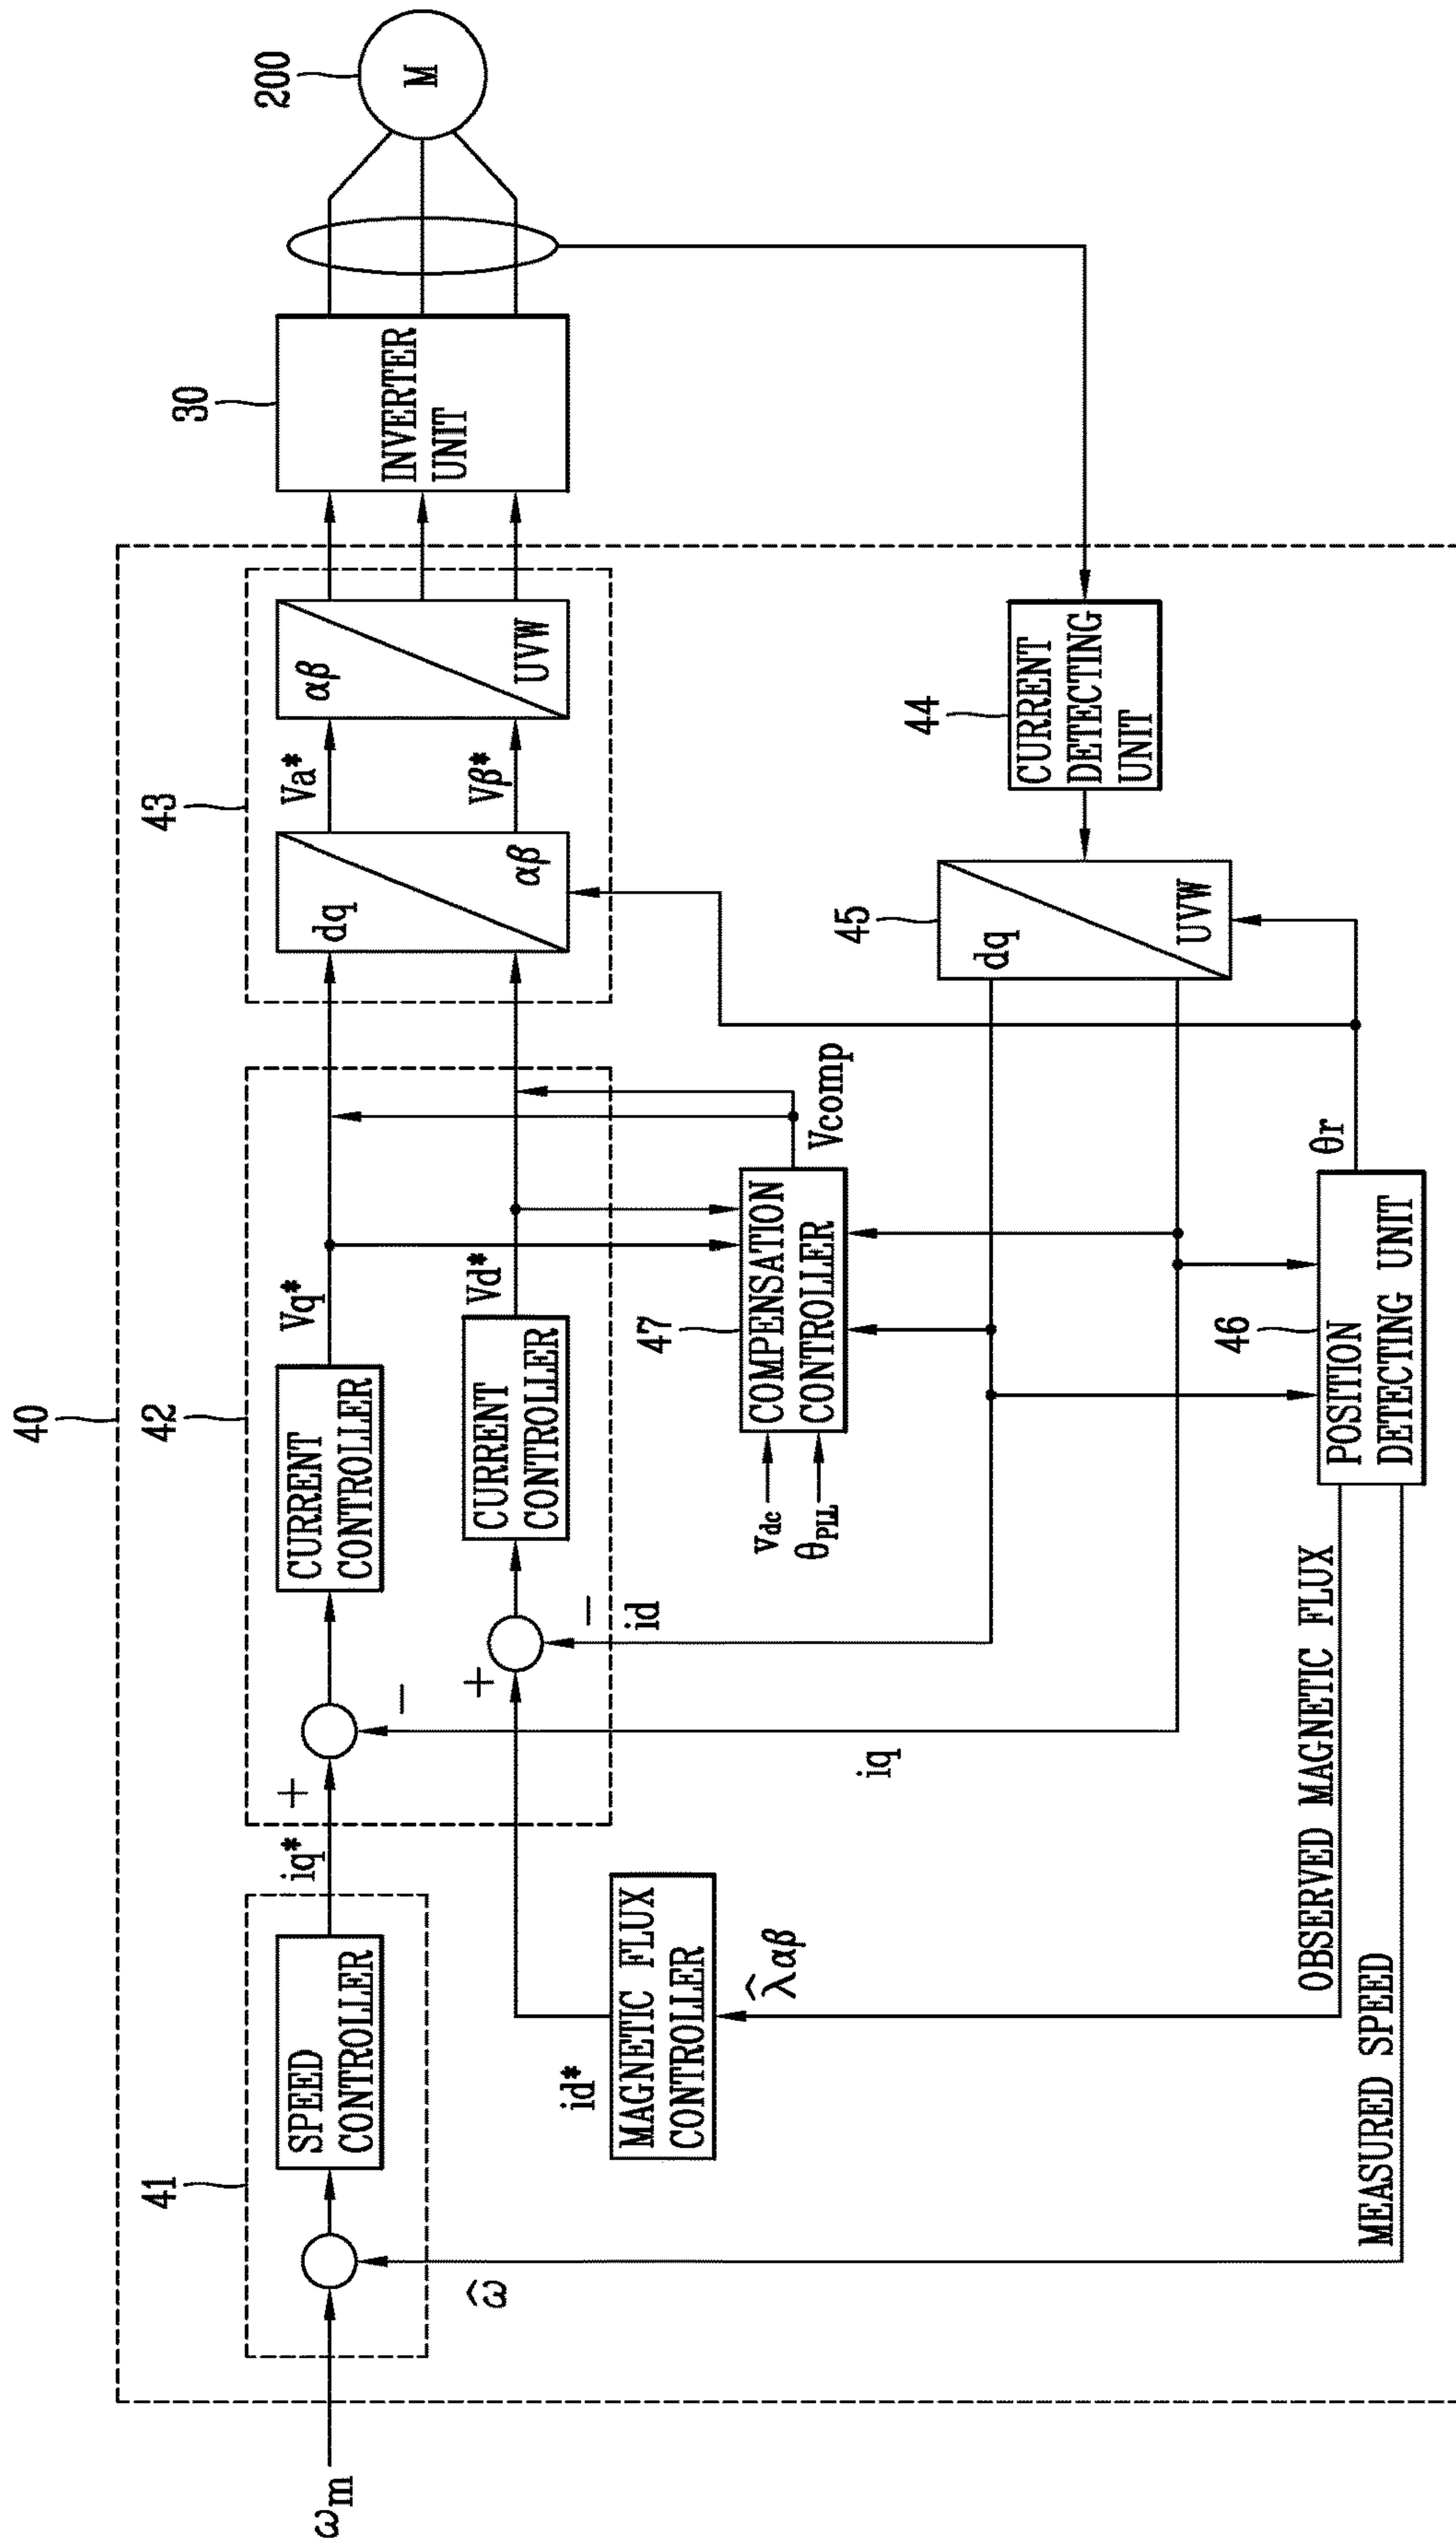 40
41
SPEED
CONTROLLER
ωm
ω̂
iq*
+
−
42
CURRENT
CONTROLLER
Vq*
43
dq
αβ
Va*
Vβ*
αβ
UVW
30
INVERTER
UNIT
200
M
id*
MAGNETIC FLUX
CONTROLLER
λ̂αβ
+
−
id
CURRENT
CONTROLLER
Vd*
iq
47
COMPENSATION
CONTROLLER
Vdc
θPLL
Vcomp
45
dq
UVW
44
CURRENT
DETECTING
UNIT
46
POSITION
DETECTING UNIT
θr
OBSERVED MAGNETIC FLUX
MEASURED SPEED